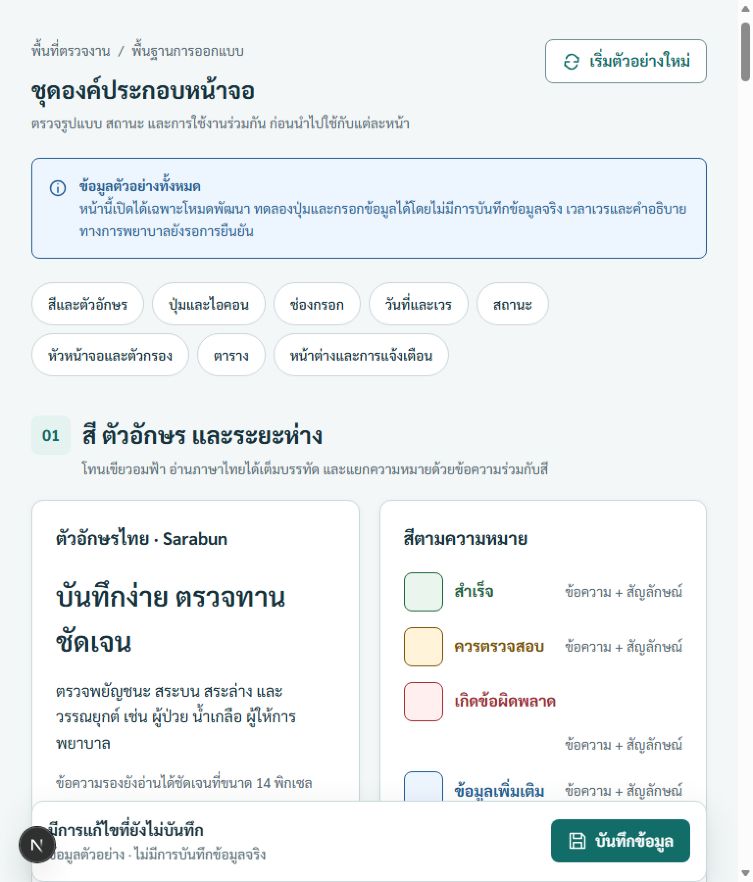 พื้นที่ตรวจงาน / พื้นฐานการออกแบบ
เริ่มตัวอย่างใหม่
ชุดองค์ประกอบหน้าจอ
ตรวจรูปแบบ สถานะ และการใช้งานร่วมกัน ก่อนนำไปใช้กับแต่ละหน้า
ข้อมูลตัวอย่างทั้งหมด
หน้านี้เปิดได้เฉพาะโหมดพัฒนา ทดลองปุ่มและกรอกข้อมูลได้โดยไม่มีการบันทึกข้อมูลจริง เวลาเวรและคำอธิบาย
ทางการพยาบาลยังรอการยืนยัน
สีและตัวอักษร
ปุ่มและไอคอน
ช่องกรอก
วันที่และเวร
สถานะ
หัวหน้าจอและตัวกรอง
ตาราง
หน้าต่างและการแจ้งเตือน
01 สี ตัวอักษร และระยะห่าง
โทนเขียวอมฟ้า อ่านภาษาไทยได้เต็มบรรทัด และแยกความหมายด้วยข้อความร่วมกับสี
ตัวอักษรไทย · Sarabun
บันทึกง่าย ตรวจทาน
ชัดเจน
ตรวจพยัญชนะ สระบน สระล่าง และ
วรรณยุกต์ เช่น ผู้ป่วย น้ำเกลือ ผู้ให้การ
พยาบาล
ข้อความรองยังอ่านได้ชัดเจนที่ขนาด 14 พิกเซล
สีตามความหมาย
สำเร็จ ข้อความ + สัญลักษณ์
ควรตรวจสอบ ข้อความ + สัญลักษณ์
เกิดข้อผิดพลาด
ข้อความ + สัญลักษณ์
ข้อมูลเพิ่มเติม ข้อความ + สัญลักษณ์
มีการแก้ไขที่ยังไม่บันทึก
ข้อมูลตัวอย่าง · ไม่มีการบันทึกข้อมูลจริง
N
บันทึกข้อมูล